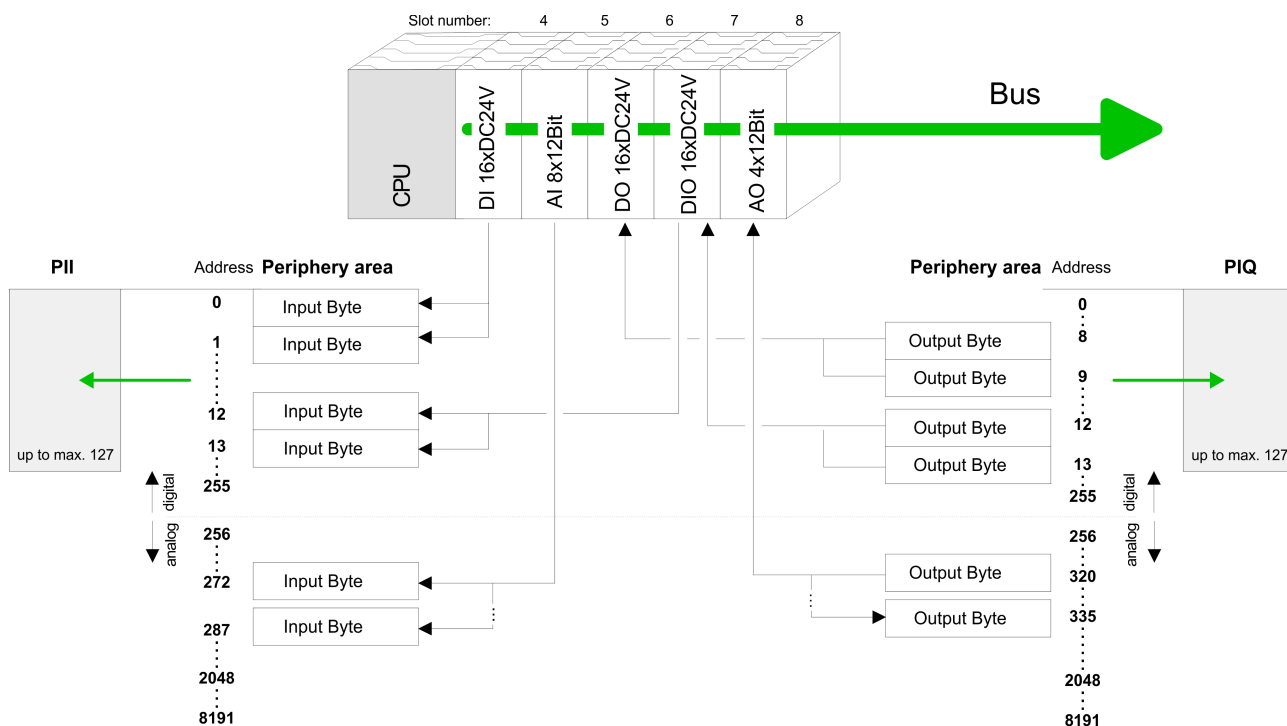 Slot number: 4 5 6 7 8
Bus
CPU
DI 16xDC24V
AI 8x12Bit
DO 16xDC24V
DIO 16xDC24V
AO 4x12Bit
PII Address Periphery area
0 Input Byte
1 Input Byte
12 Input Byte
13 Input Byte
up to max. 127
255
digital
analog
256
272 Input Byte
287 Input Byte
2048
8191
Periphery area Address PIQ
0
Output Byte 8
Output Byte 9
Output Byte 12
Output Byte 13
up to max. 127
255
digital
analog
256
Output Byte 320
Output Byte 335
2048
8191